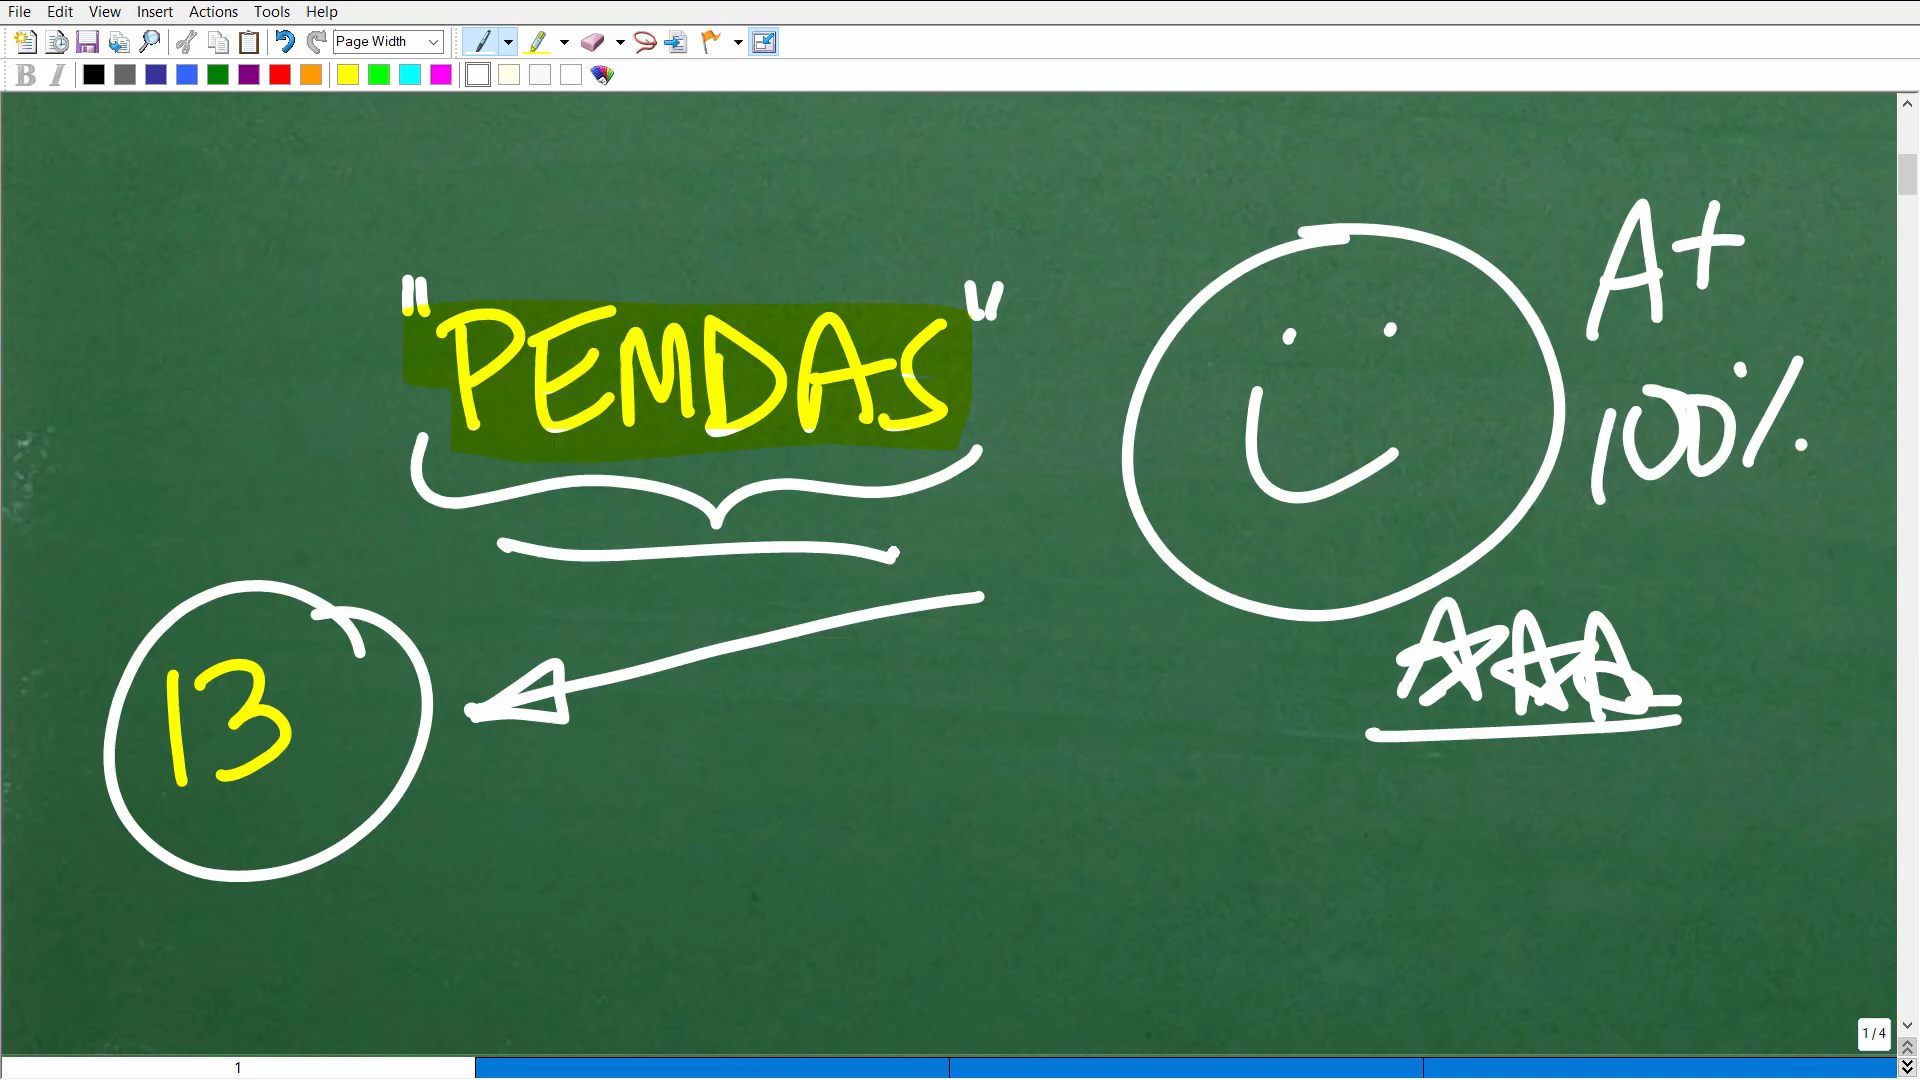 File Edit View Insert Actions Tools Help
Page Width
B I
"PEMDAS"
A+
100%
13
1 / 4
1